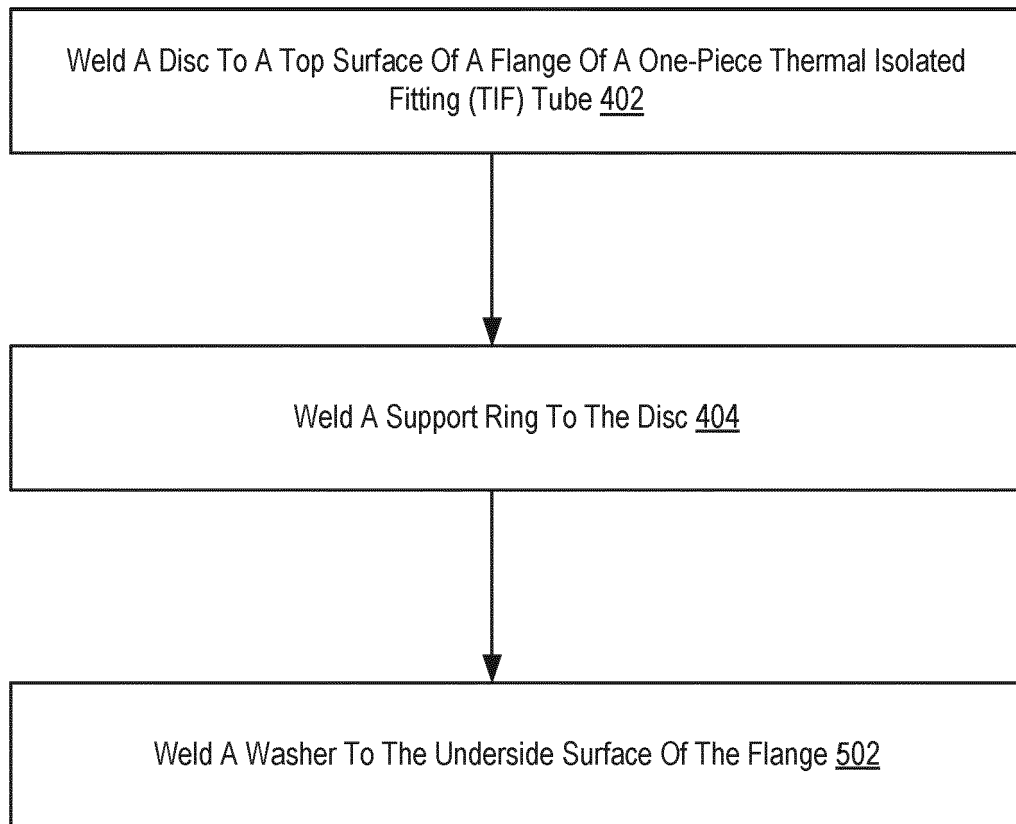 Weld A Disc To A Top Surface Of A Flange Of A One-Piece Thermal Isolated
Fitting (TIF) Tube 402
Weld A Support Ring To The Disc 404
Weld A Washer To The Underside Surface Of The Flange 502